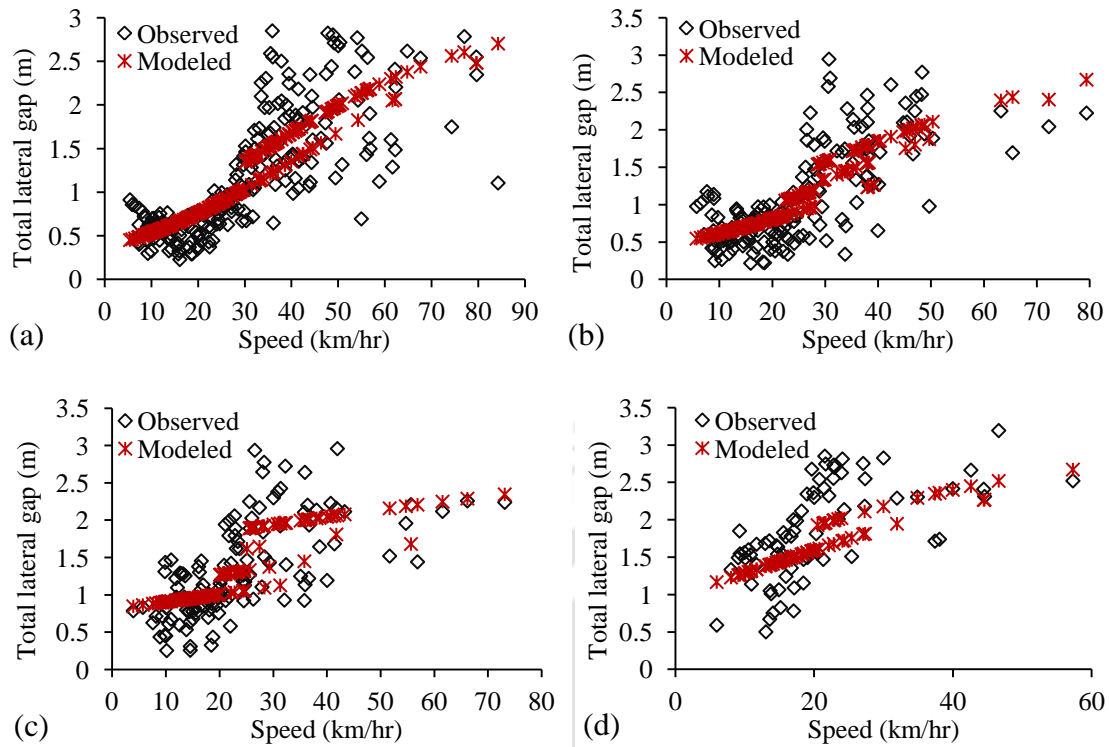 3
2.5
2
1.5
1
0.5
0
Total lateral gap (m)
Observed
Modeled
0 10 20 30 40 50 60 70 80 90
Speed (km/hr)
(a)
3.5
3
2.5
2
1.5
1
0.5
0
Total lateral gap (m)
Observed
Modeled
0 10 20 30 40 50 60 70 80
Speed (km/hr)
(b)
3.5
3
2.5
2
1.5
1
0.5
0
Total lateral gap (m)
Observed
Modeled
0 10 20 30 40 50 60 70 80
Speed (km/hr)
(c)
3.5
3
2.5
2
1.5
1
0.5
0
Total lateral gap (m)
Observed
Modeled
0 20 40 60
Speed (km/hr)
(d)